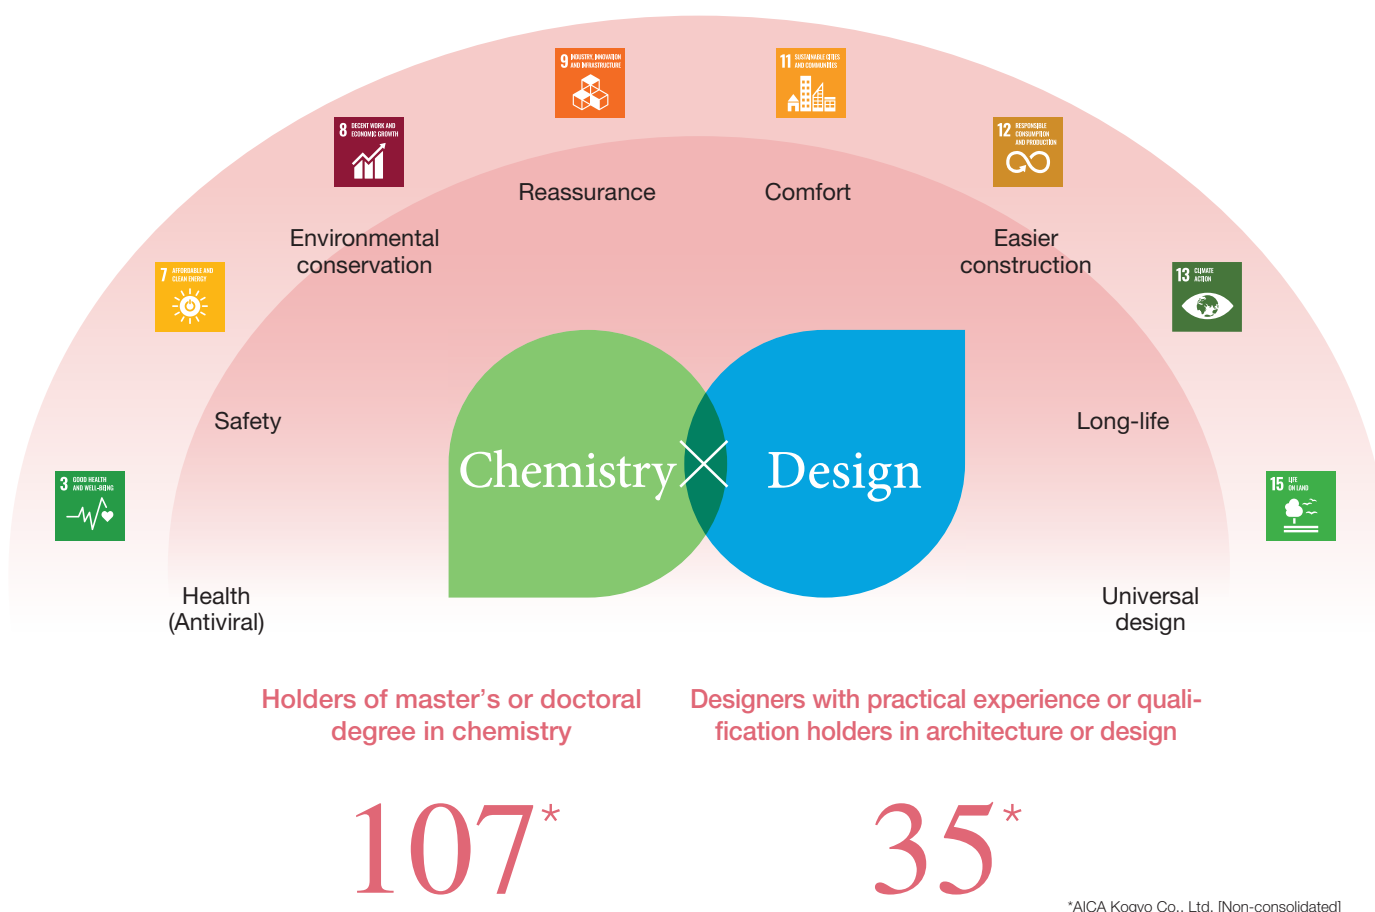 9 INDUSTRY, INNOVATION
AND INFRASTRUCTURE
11 SUSTAINABLE CITIES
AND COMMUNITIES
8 DECENT WORK AND
ECONOMIC GROWTH
12 RESPONSIBLE
CONSUMPTION
AND PRODUCTION
Reassurance
Comfort
Environmental
conservation
Easier
construction
7 AFFORDABLE AND
CLEAN ENERGY
13 CLIMATE
ACTION
Safety
Long-life
Chemistry × Design
3 GOOD HEALTH
AND WELL-BEING
15 LIFE
ON LAND
Health
(Antiviral)
Universal
design
Holders of master's or doctoral
degree in chemistry
107*
Designers with practical experience or quali-
fication holders in architecture or design
35*
*AICA Kogyo Co., Ltd. [Non-consolidated]